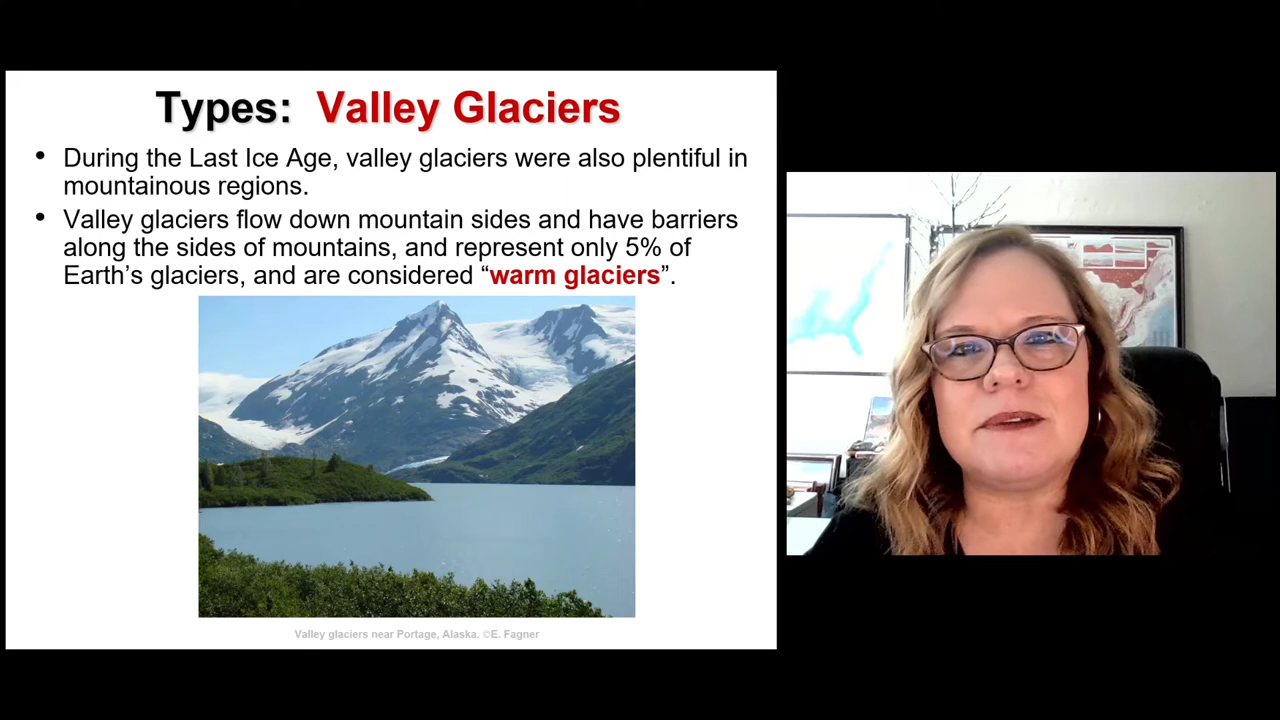 Types: Valley Glaciers
• During the Last Ice Age, valley glaciers were also plentiful in
mountainous regions.
• Valley glaciers flow down mountain sides and have barriers
along the sides of mountains, and represent only 5% of
Earth’s glaciers, and are considered “warm glaciers”.
Valley glaciers near Portage, Alaska. ©E. Fagner